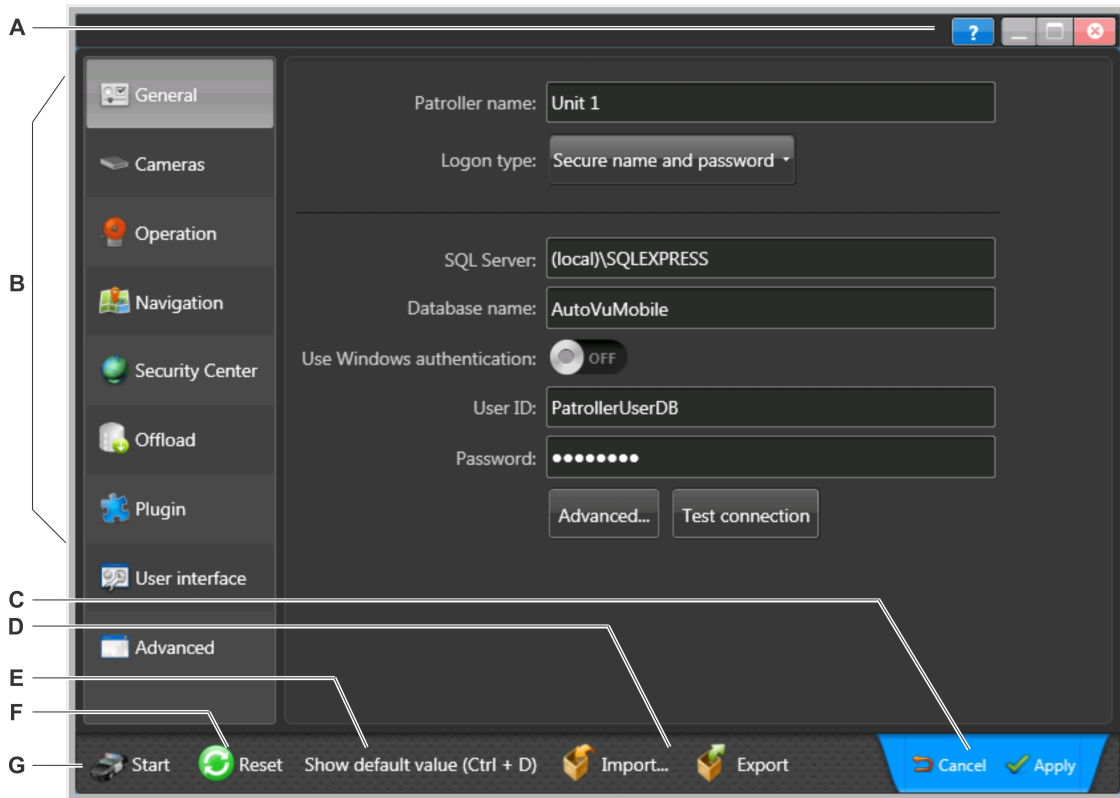 A
?
B
General
Cameras
Operation
Navigation
Security Center
Offload
Plugin
User interface
Advanced
Patroller name: Unit 1
Logon type: Secure name and password
SQL Server: (local)\SQLEXPRESS
Database name: AutoVuMobile
Use Windows authentication: OFF
User ID: PatrollerUserDB
Password: ●●●●●●●●
Advanced... Test connection
C
D
E
F
G
Start Reset Show default value (Ctrl + D) Import... Export Cancel Apply